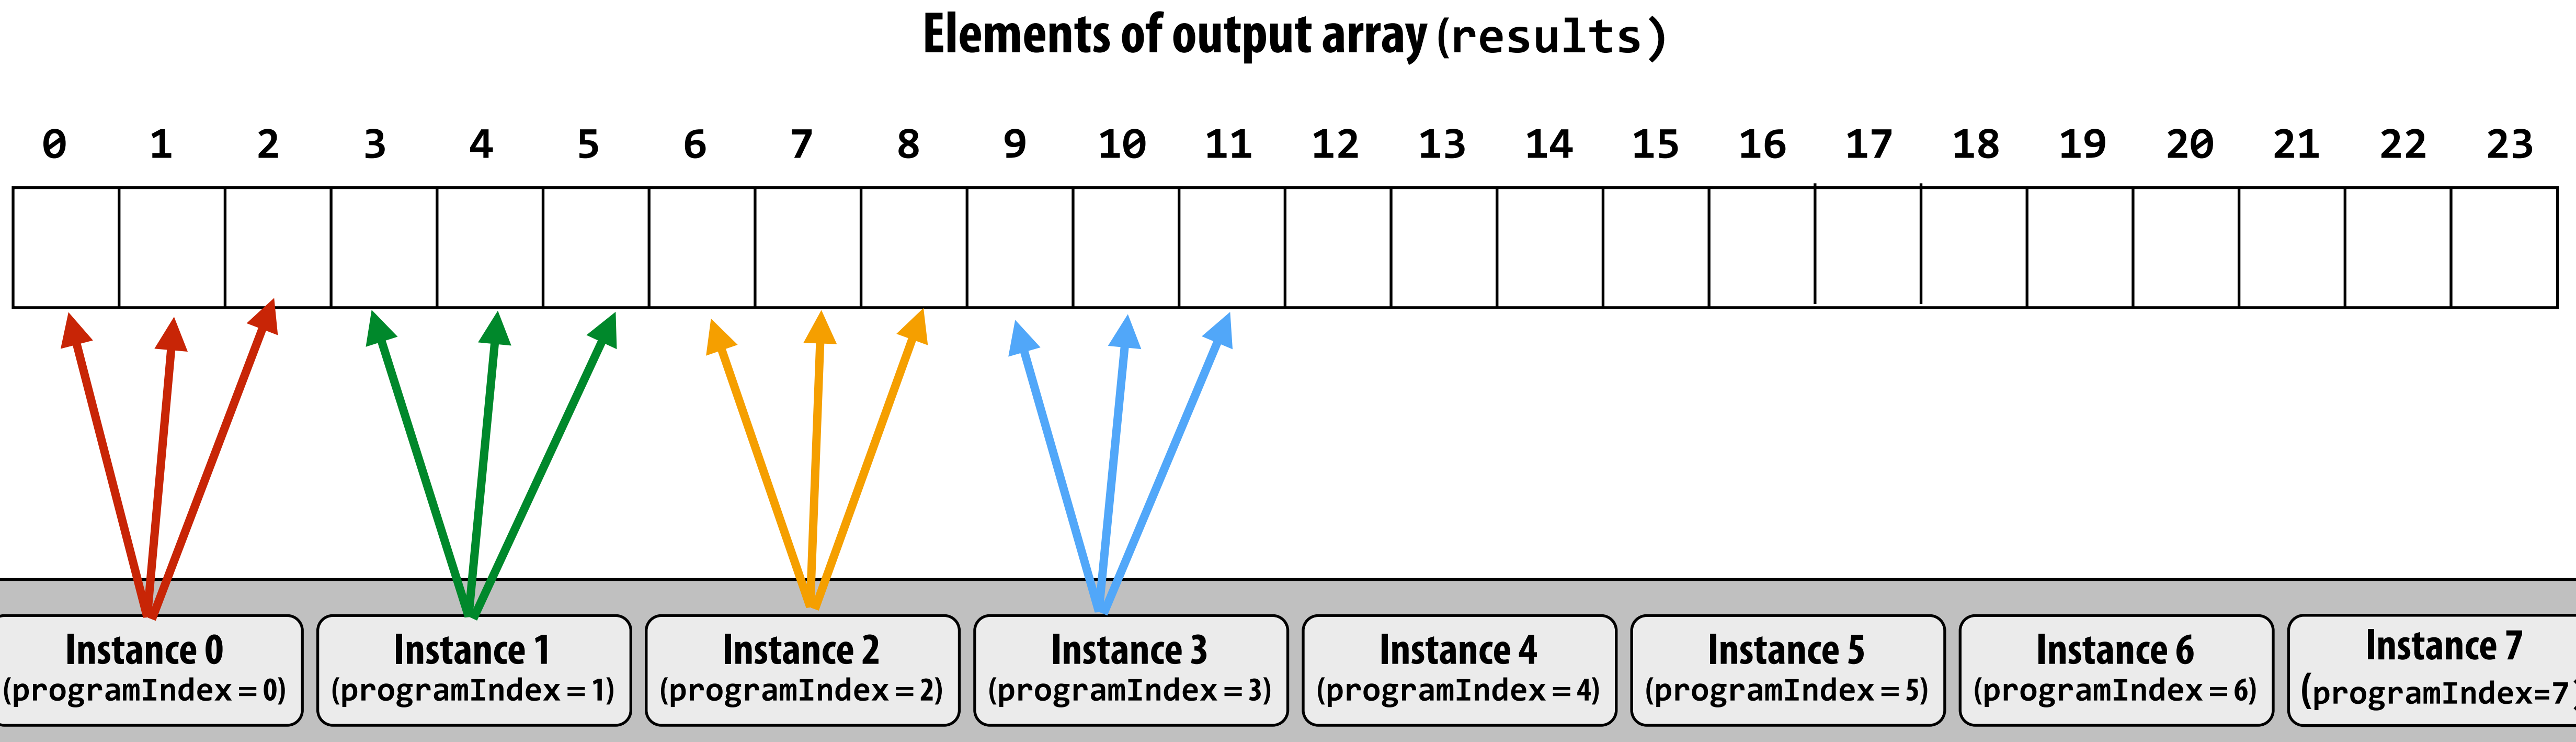 Elements of output array (results)
0 1 2 3 4 5 6 7 8 9 10 11 12 13 14 15 16 17 18 19 20 21 22 23
Instance 0 Instance 1 Instance 2 Instance 3 Instance 4 Instance 5 Instance 6 Instance 7
(programIndex = 0) (programIndex = 1) (programIndex = 2) (programIndex = 3) (programIndex = 4) (programIndex = 5) (programIndex = 6) (programIndex=7)